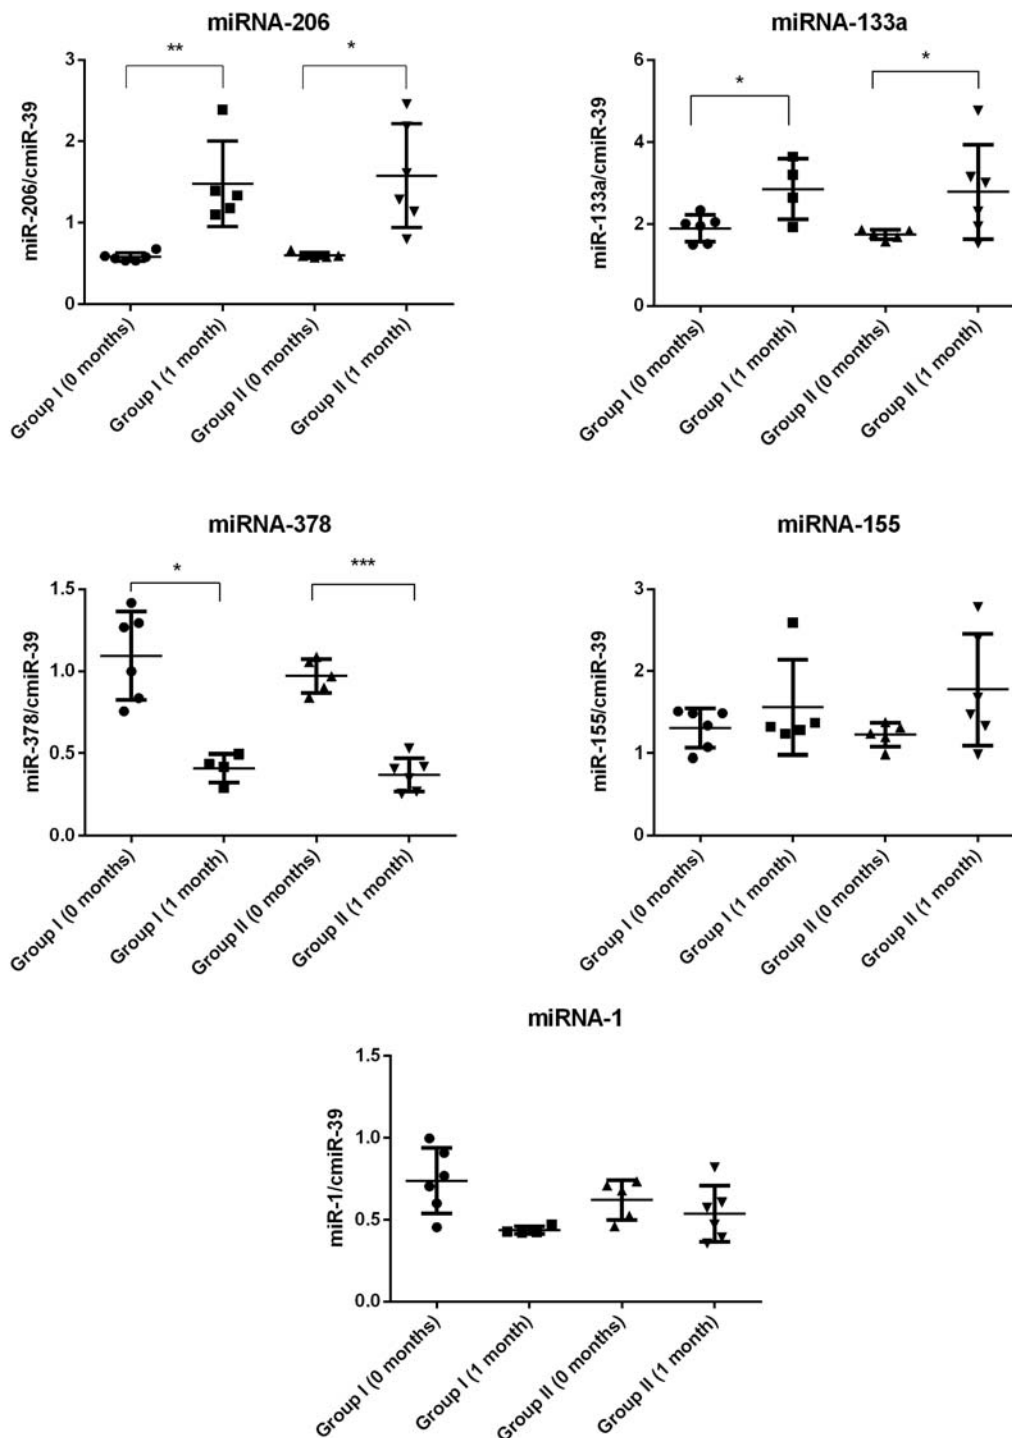 miRNA-206
miR-206/cmiR-39
3
2
1
0
**
*
Group I (0 months)
Group I (1 month)
Group II (0 months)
Group II (1 month)
miRNA-133a
miR-133a/cmiR-39
6
4
2
0
*
*
Group I (0 months)
Group I (1 month)
Group II (0 months)
Group II (1 month)
miRNA-378
miR-378/cmiR-39
1.5
1.0
0.5
0.0
*
***
Group I (0 months)
Group I (1 month)
Group II (0 months)
Group II (1 month)
miRNA-155
miR-155/cmiR-39
3
2
1
0
Group I (0 months)
Group I (1 month)
Group II (0 months)
Group II (1 month)
miRNA-1
miR-1/cmiR-39
1.5
1.0
0.5
0.0
Group I (0 months)
Group I (1 month)
Group II (0 months)
Group II (1 month)